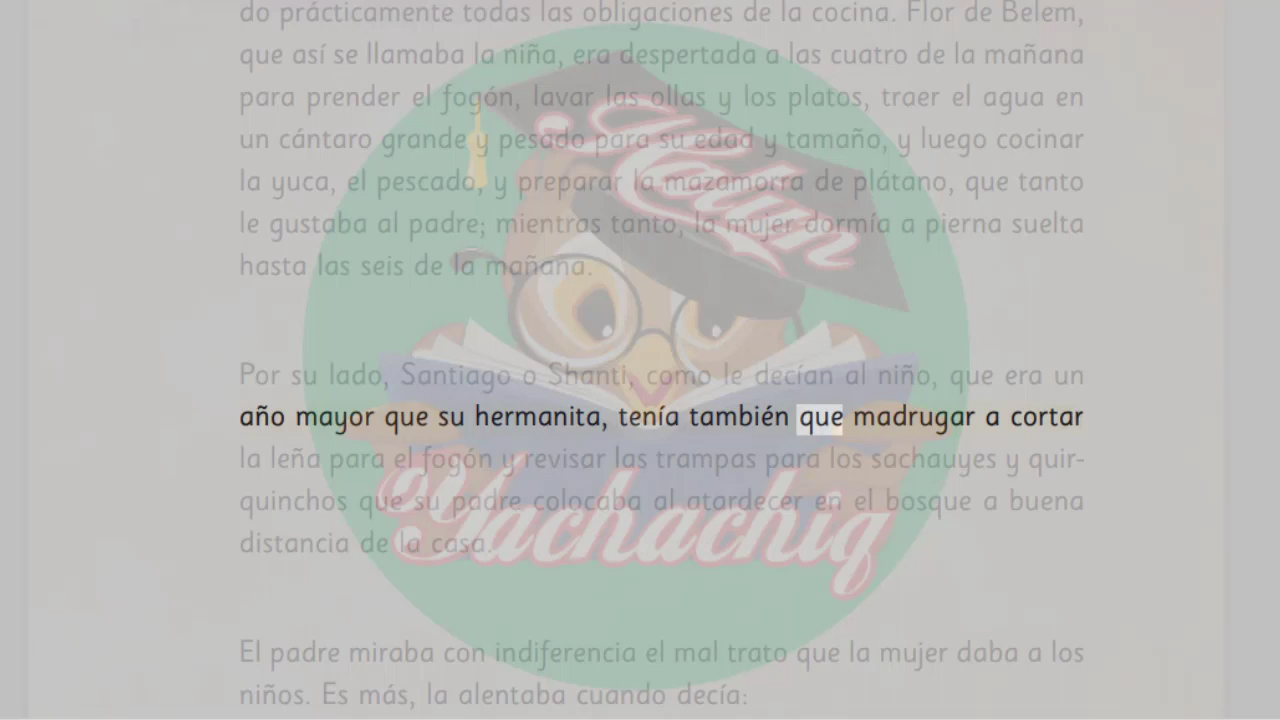 do prácticamente todas las obligaciones de la cocina. Flor de Belem,
que así se llamaba la niña, era despertada a las cuatro de la mañana
para prender el fogón, lavar las ollas y los platos, traer el agua en
un cántaro grande y pesado para su edad y tamaño, y luego cocinar
la yuca, el pescado, y preparar la mazamorra de plátano, que tanto
le gustaba al padre; mientras tanto, la mujer dormía a pierna suelta
hasta las seis de la mañana.
Por su lado, Santiago o Shanti, como le decían al niño, que era un
año mayor que su hermanita, tenía también que madrugar a cortar
la leña para el fogón y revisar las trampas para los sachauyes y quir-
quinchos que su padre colocaba al atardecer en el bosque a buena
distancia de la casa.
El padre miraba con indiferencia el mal trato que la mujer daba a los
niños. Es más, la alentaba cuando decía:
Yachachiq